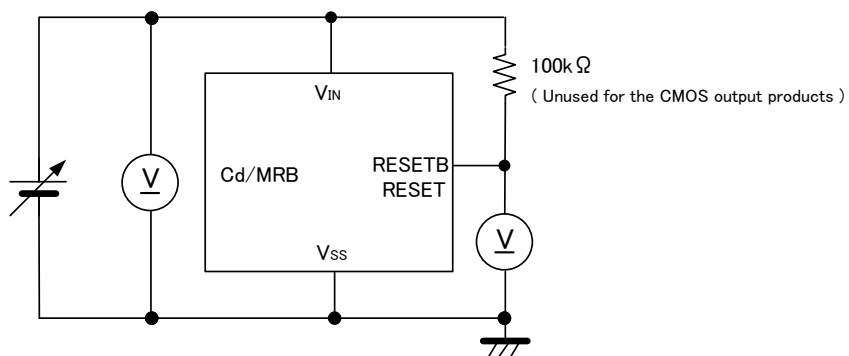 100kΩ
( Unused for the CMOS output products )
VIN
Cd/MRB
RESETB
RESET
V
V
VSS